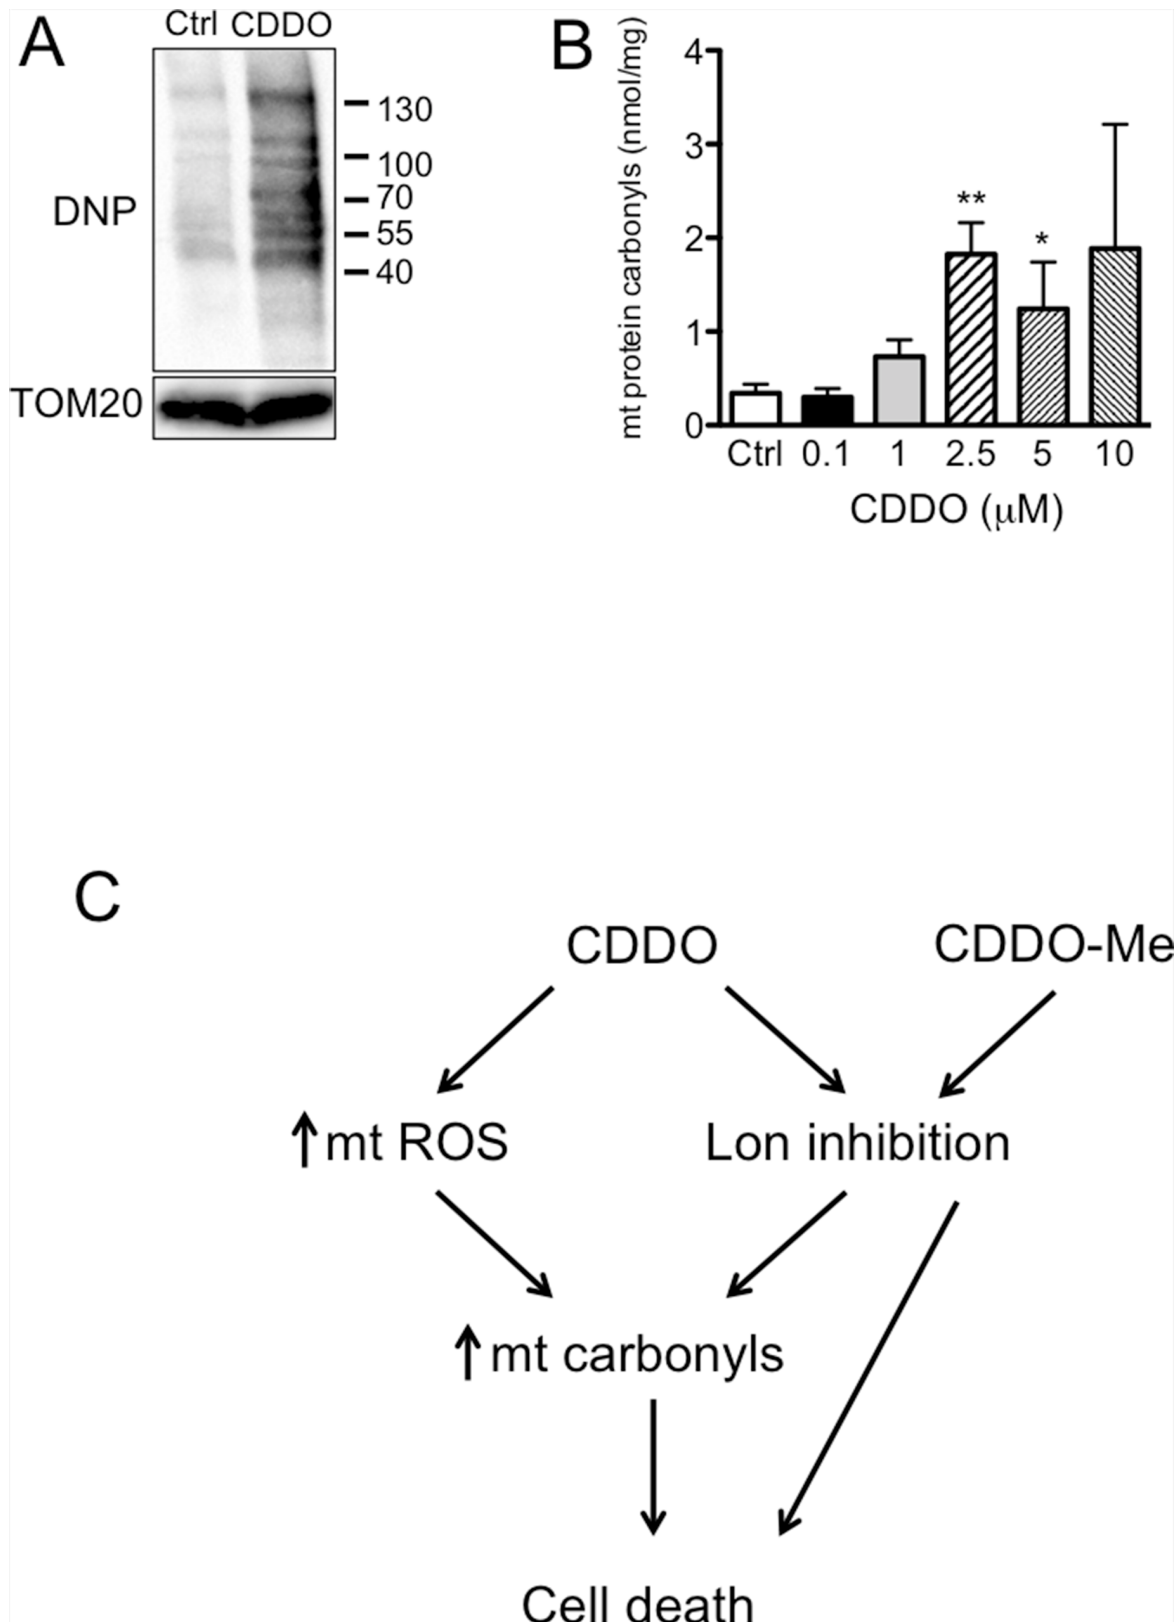 A
Ctrl CDDO
DNP
130
100
70
55
40
TOM20
B
mt protein carbonyls (nmol/mg)
4
3
2
1
0
**
*
Ctrl 0.1 1 2.5 5 10
CDDO (μM)
C
CDDO CDDO-Me
↑mt ROS Lon inhibition
↑mt carbonyls
Cell death